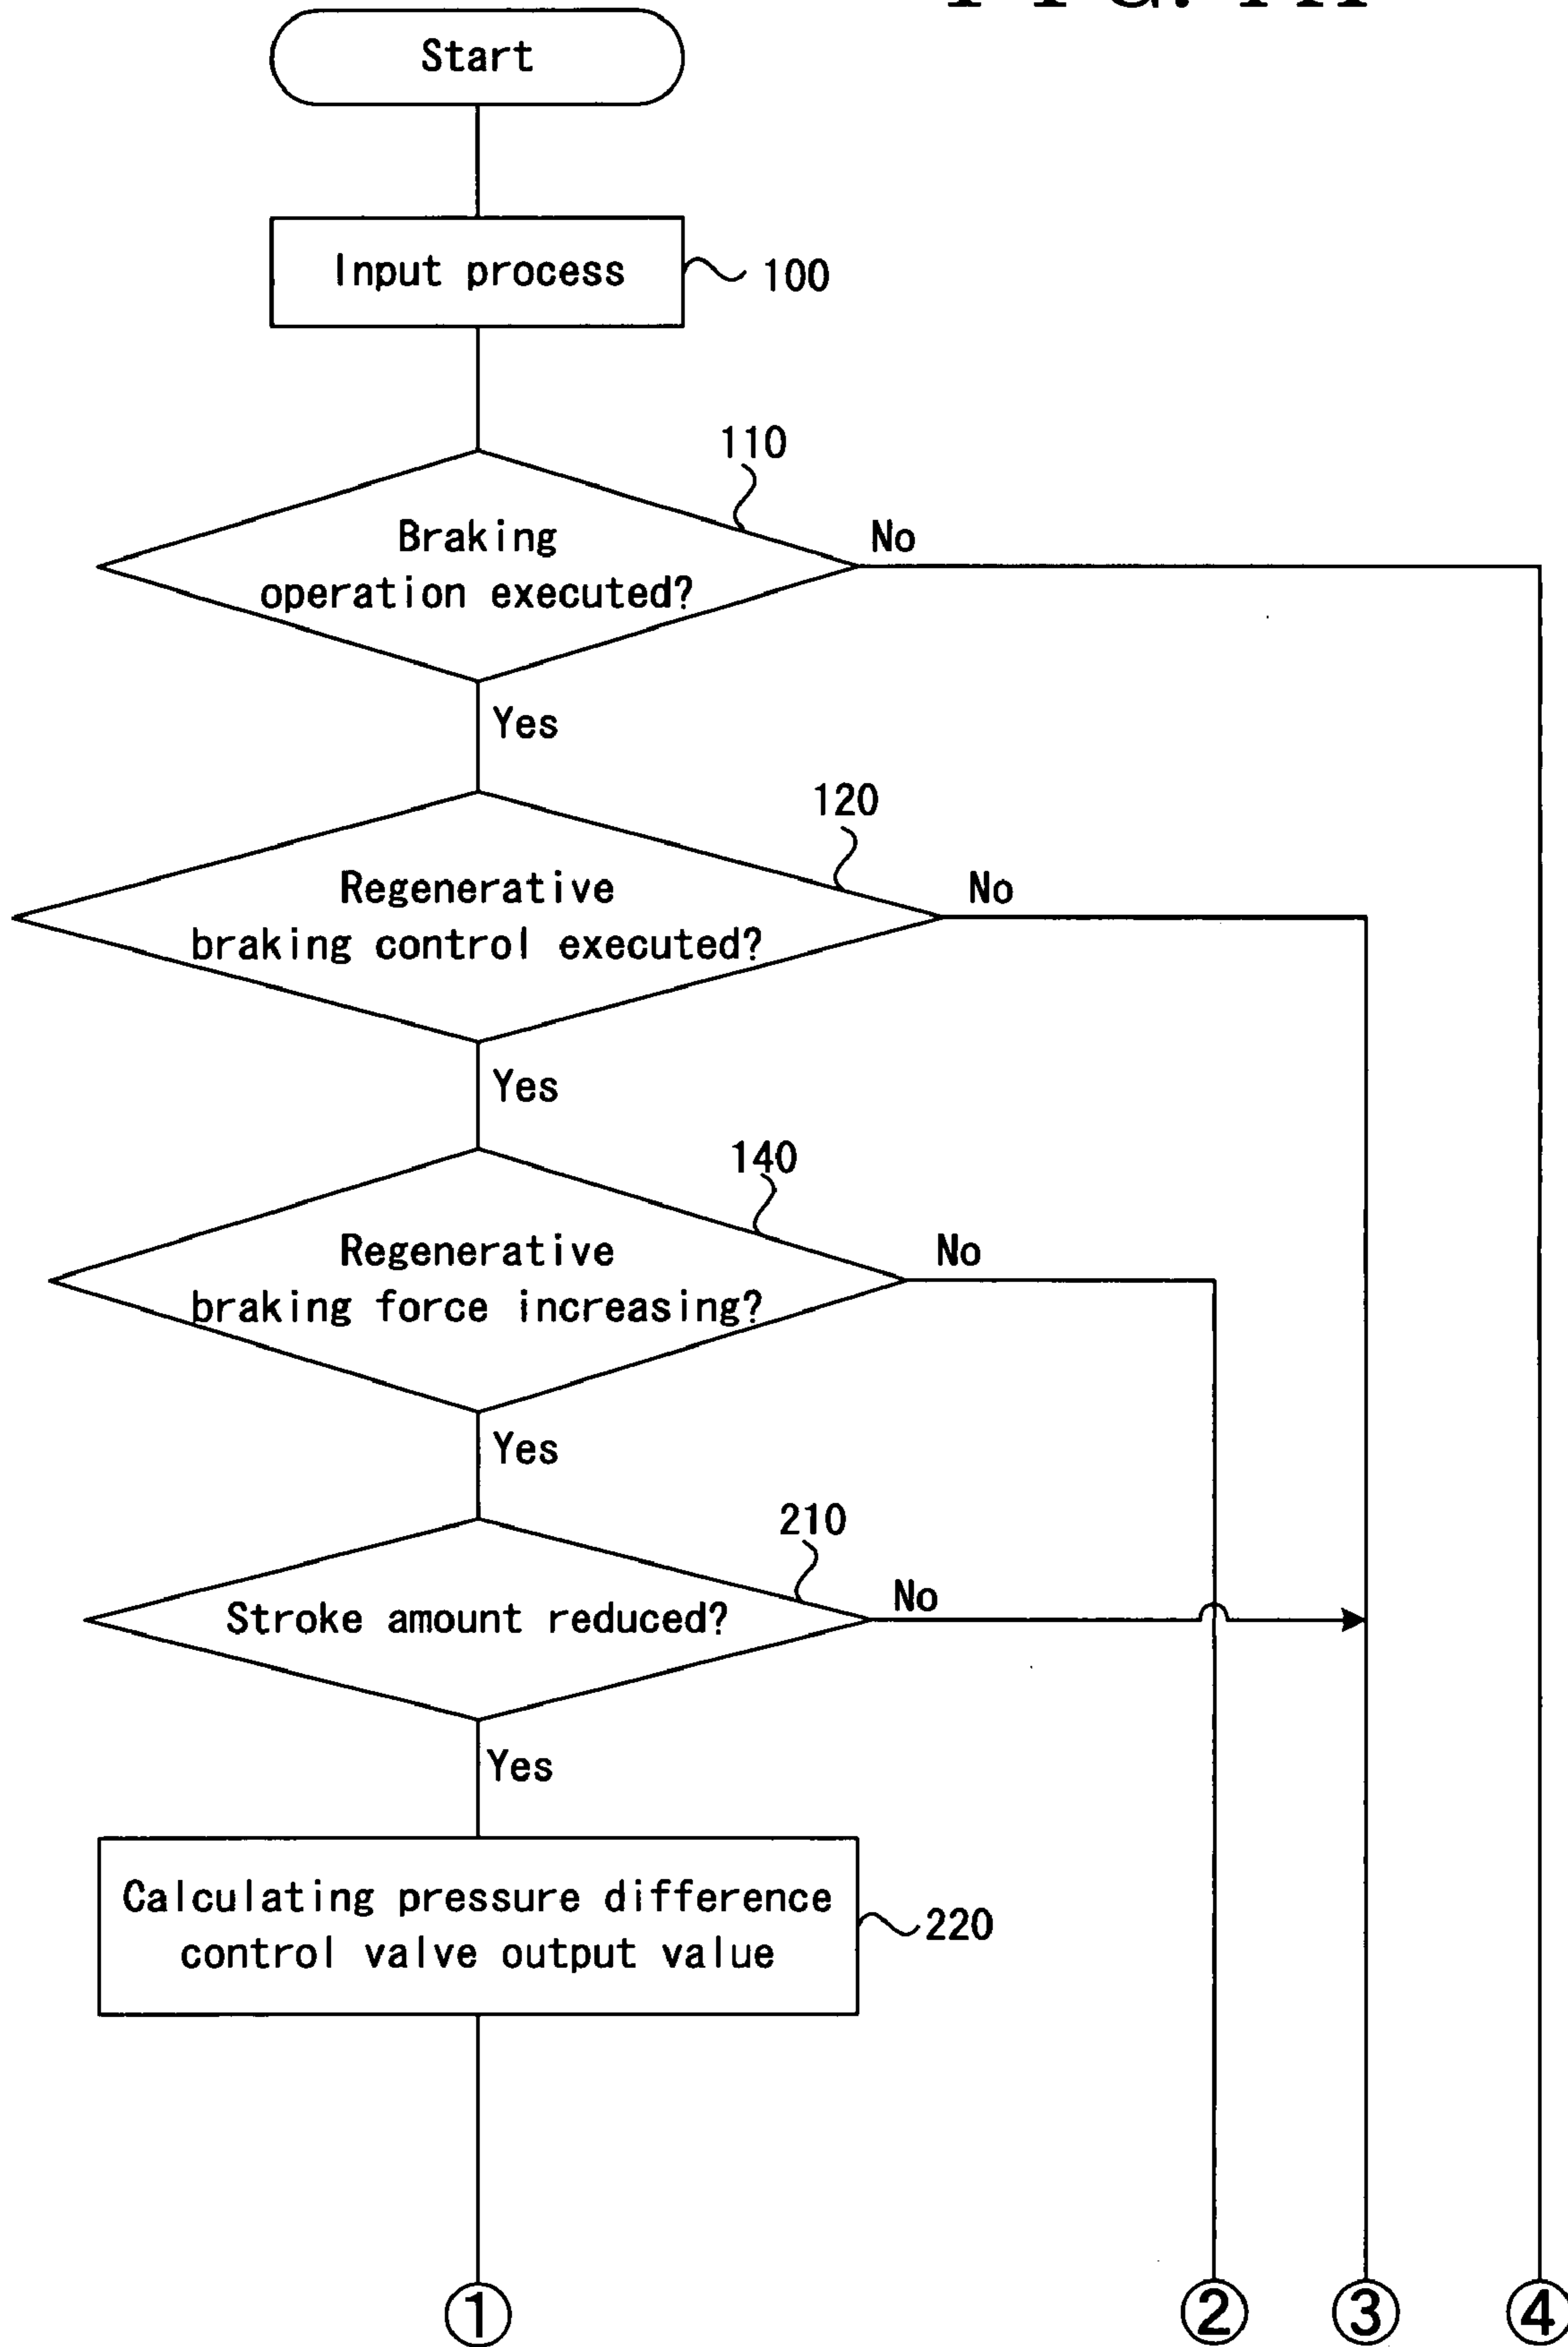 Start
Input process
100
110
Braking
operation executed?
No
Yes
120
Regenerative
braking control executed?
No
Yes
140
Regenerative
braking force increasing?
No
Yes
210
Stroke amount reduced?
No
Yes
Calculating pressure difference
control valve output value
220
① ② ③ ④